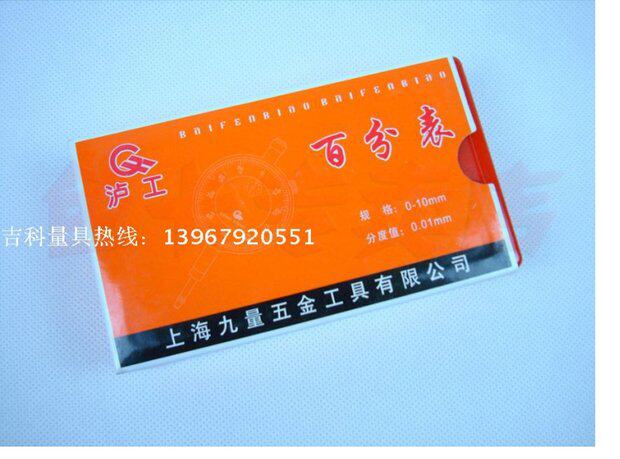 BAIFENBIAO BAIFENBIAO
百分表
沪工
规 格: 0-10mm
分度值: 0.01mm
吉科量具热线: 13967920551
上海九量五金工具有限公司